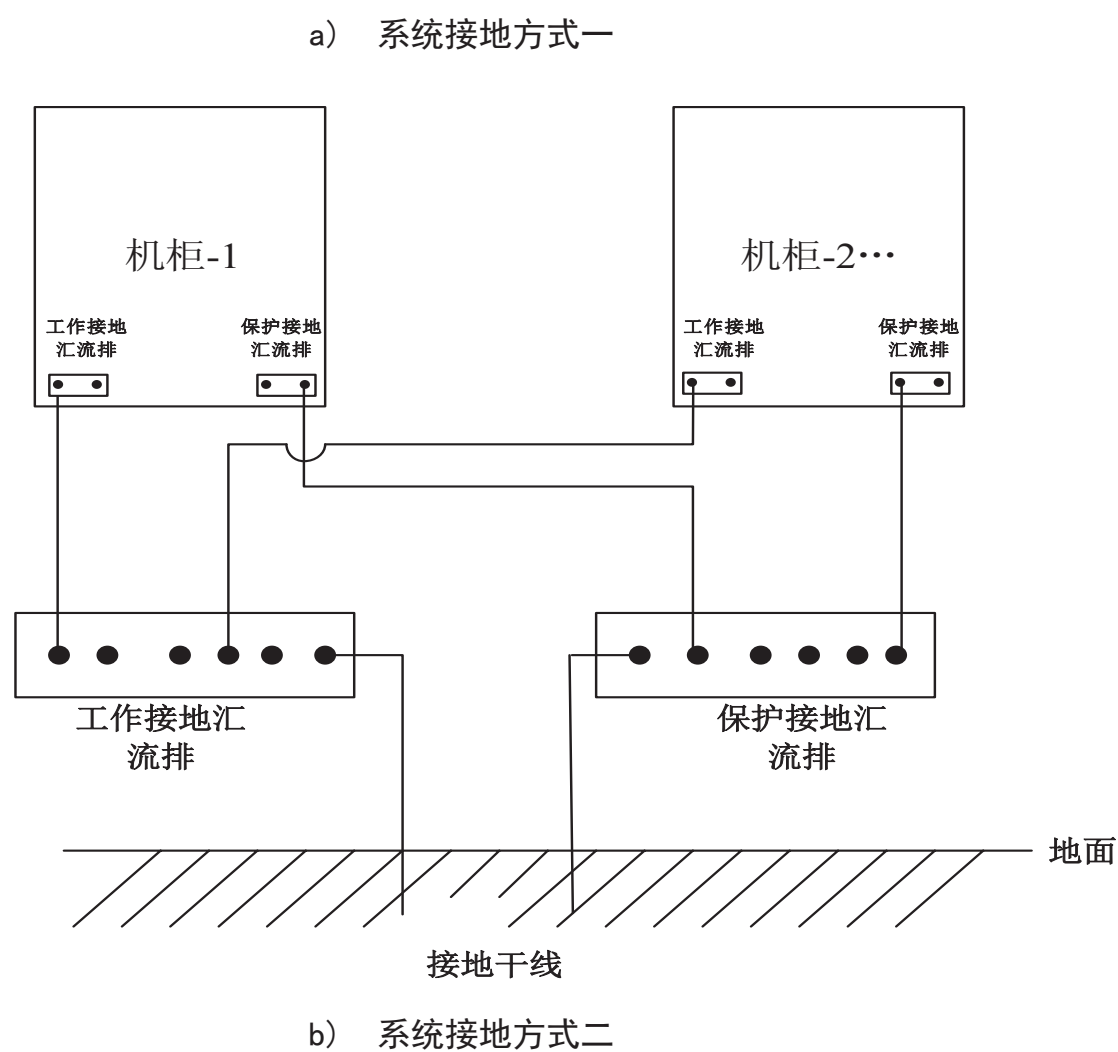 a) 系统接地方式一
机柜-1
机柜-2…
工作接地
汇流排
保护接地
汇流排
工作接地
汇流排
保护接地
汇流排
工作接地汇
流排
保护接地汇
流排
地面
接地干线
b) 系统接地方式二